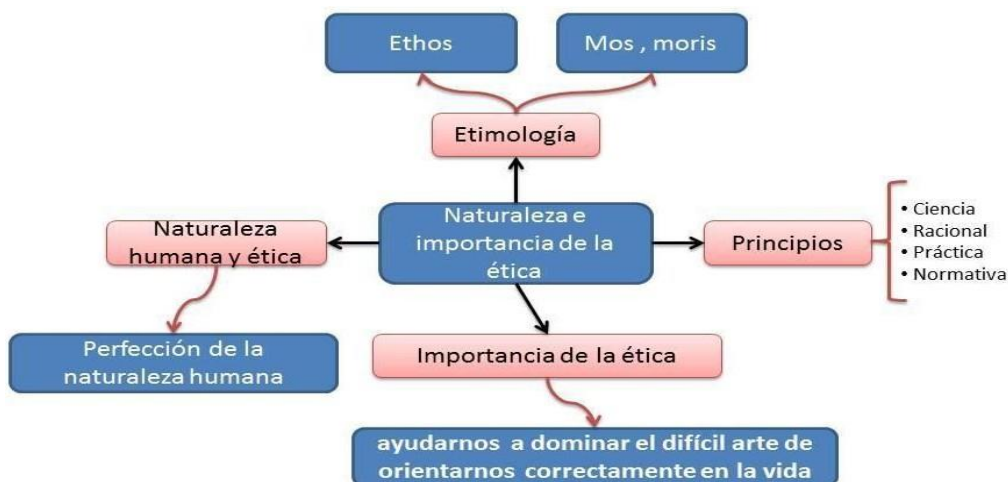 Ethos
Mos , moris
Etimología
Naturaleza e
importancia de la
ética
Naturaleza
humana y ética
Principios
• Ciencia
• Racional
• Práctica
• Normativa
Perfección de la
naturaleza humana
Importancia de la ética
ayudarnos a dominar el difícil arte de
orientarnos correctamente en la vida